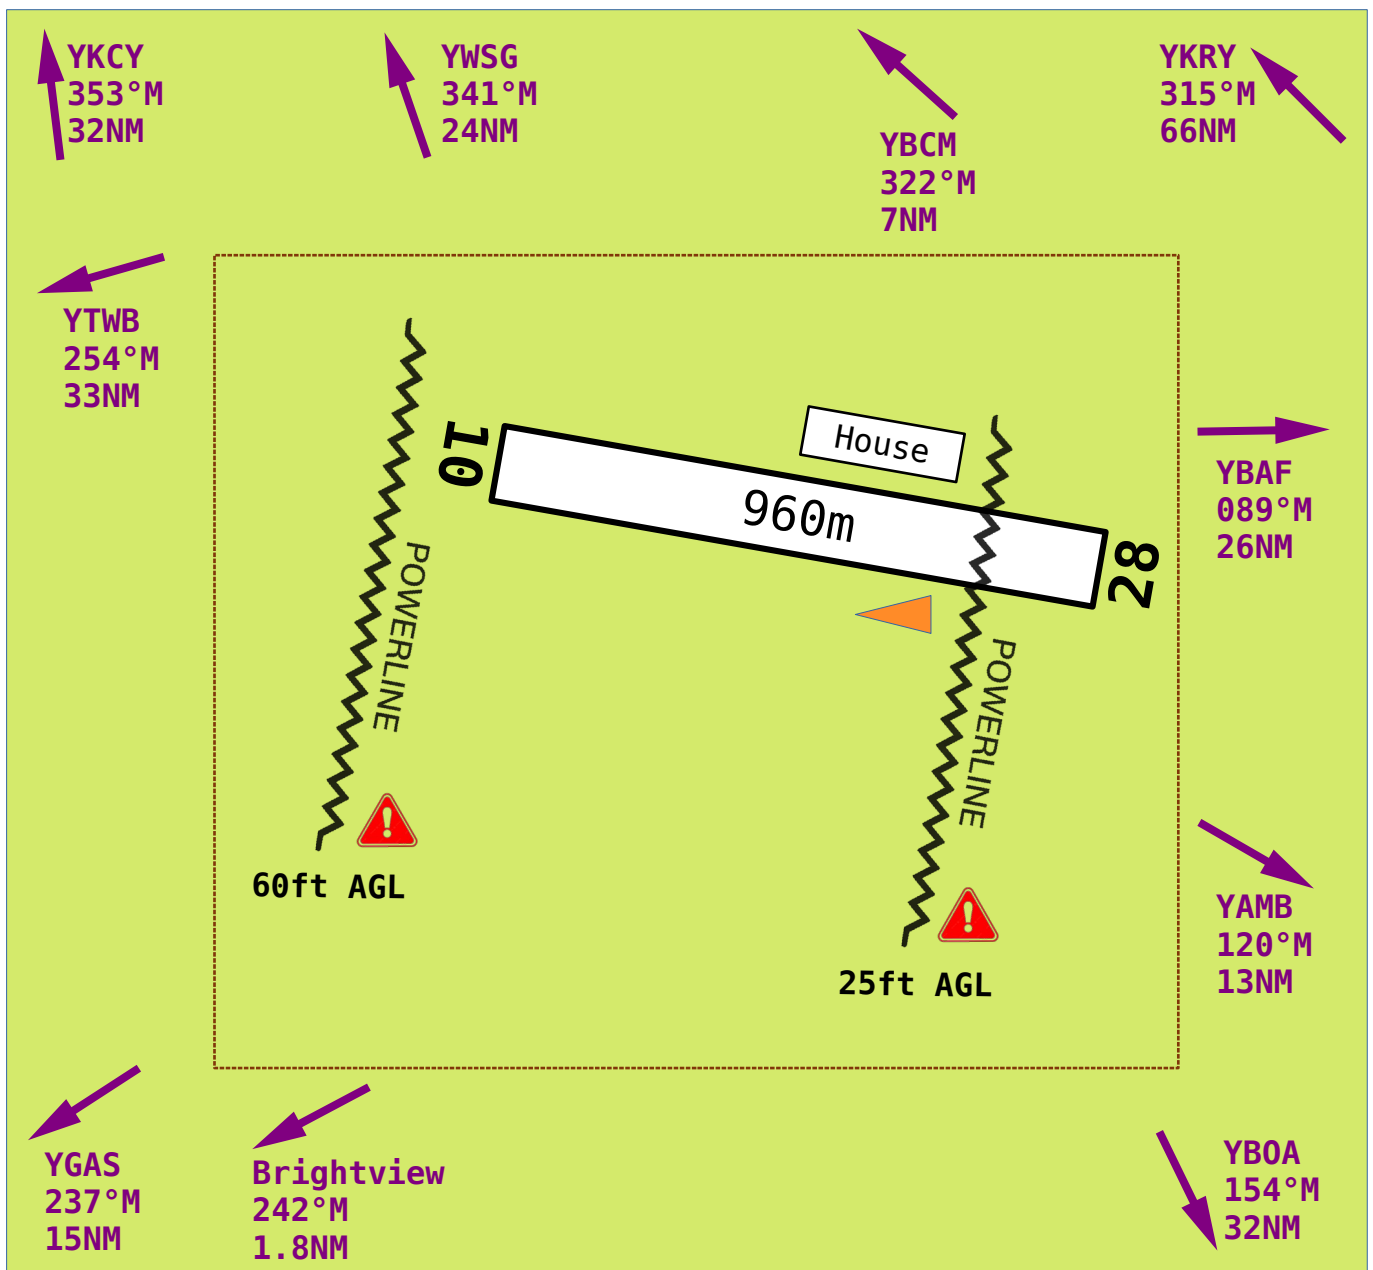 YKCY
353°M
32NM
YWSG
341°M
24NM
YBCM
322°M
7NM
YKRY
315°M
66NM
YTWB
254°M
33NM
10
House
960m
28
YBAF
089°M
26NM
POWERLINE
POWERLINE
60ft AGL
25ft AGL
YAMB
120°M
13NM
YGAS
237°M
15NM
Brightview
242°M
1.8NM
YBOA
154°M
32NM